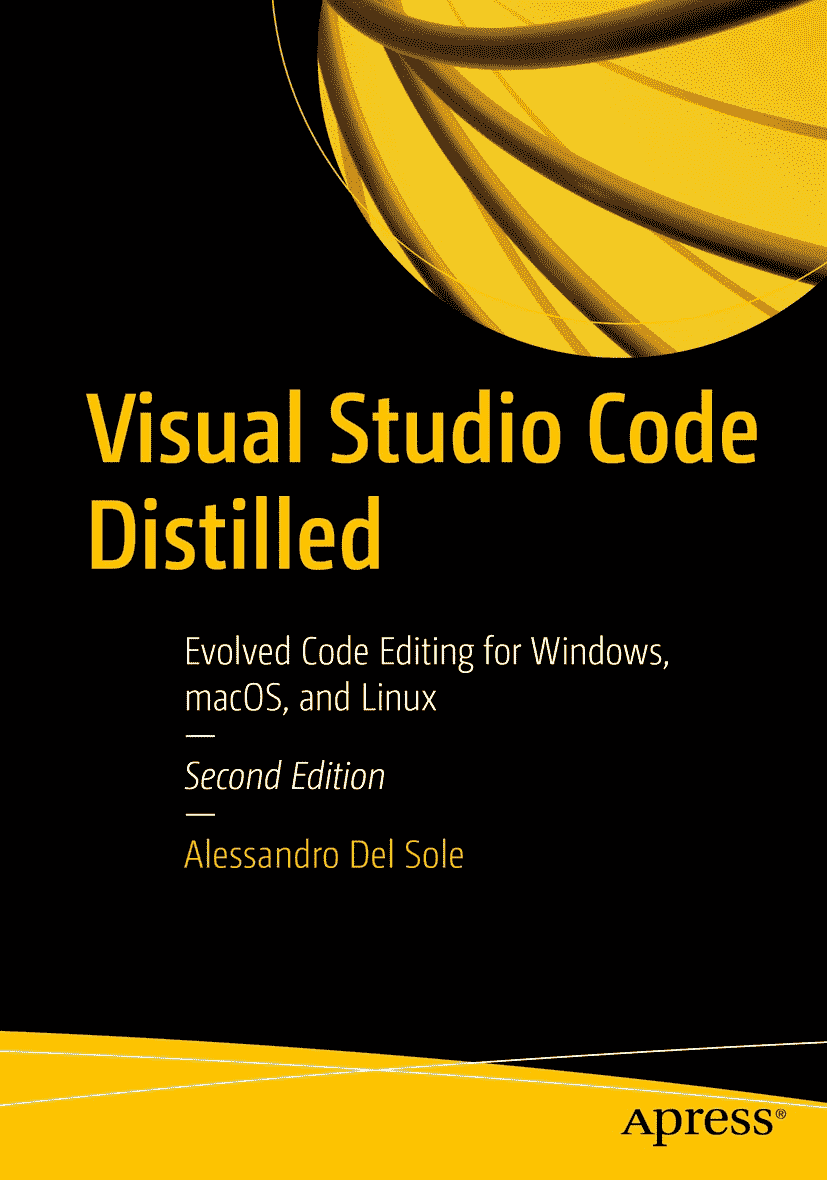 Visual Studio Code
Distilled
Evolved Code Editing for Windows,
macOS, and Linux
—
Second Edition
—
Alessandro Del Sole
Apress®